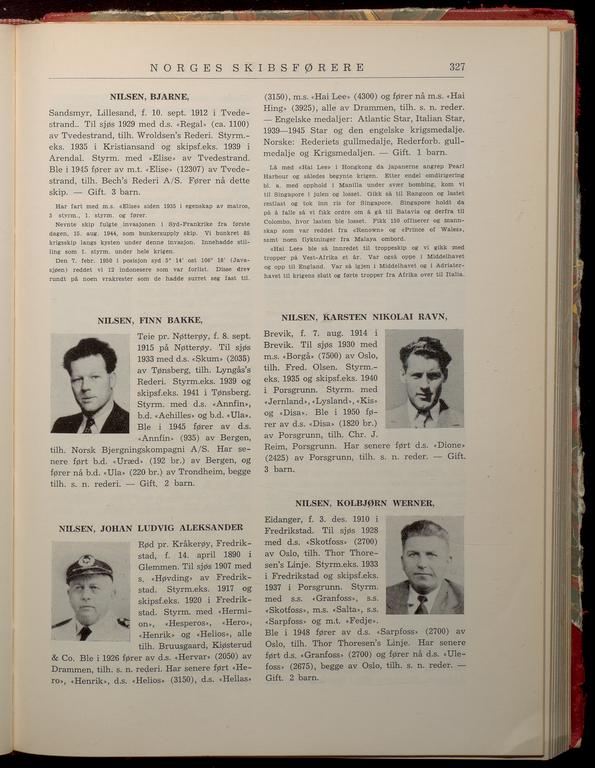 NORGES SKIBSFØRERE 327
NILSEN, BJARNE,
Sandsmyr, Lillesand, f. 10. sept. 1912 i Tvede-
strand.. Til sjøs 1929 med d.s. «Regal» (ca. 1100)
av Tvedestrand, tilh. Wroldsen's Rederi. Styrm.-
eks. 1935 i Kristiansand og skipsf.eks. 1939 i
Arendal. Styrm. med «Elise» av Tvedestrand.
Ble i 1945 fører av m.t. «Elise» (12307) av Tvede-
strand, tilh. Bech's Rederi A/S. Fører nå dette
skip. — Gift. 3 barn.
Har fart med m.s. «Elise» siden 1935 i egenskap av matros,
3 styrm., 1. styrm. og fører.
Nevnte skip fulgte invasjonen i Syd-Frankrike fra første
dagen, 15. aug. 1944, som bunkersupply skip. Vi bunkret 85
krigsskip langs kysten under denne invasjon. Innehadde stil-
ling som 1. styrm. under hele krigen.
Den 7. febr. 1950 i posisjon syd 5° 14' ost 106° 18' (Java-
sjøen) reddet vi 12 indonesere som var forlist. Disse drev
rundt på noen vrakrester som de hadde surret seg fast til.
NILSEN, FINN BAKKE,
Teie pr. Nøtterøy, f. 8. sept.
1915 på Nøtterøy. Til sjøs
1933 med d.s. «Skum» (2035)
av Tønsberg, tilh. Lyngås's
Rederi. Styrm.eks. 1939 og
skipsf.eks. 1941 i Tønsberg.
Styrm. med d.s. «Annfin»,
b.d. «Achilles» og b.d. «Ula».
Ble i 1945 fører av d.s.
«Annfin» (935) av Bergen,
tilh. Norsk Bjergningskompagni A/S. Har se-
nere ført b.d. «Uræd» (192 br.) av Bergen, og
fører nå b.d. «Ula» (220 br.) av Trondheim, begge
tilh. s. n. rederi. — Gift. 2 barn.
NILSEN, JOHAN LUDVIG ALEKSANDER
Rød pr. Kråkerøy, Fredrik-
stad, f. 14. april 1890 i
Glemmen. Til sjøs 1907 med
s. «Høvding» av Fredrik-
stad. Styrm.eks. 1917 og
skipsf.eks. 1920 i Fredrik-
stad. Styrm. med «Hermi-
on», «Hesperos», «Hero»,
«Henrik» og «Helios», alle
tilh. Bruusgaard, Kiøsterud
& Co. Ble i 1926 fører av d.s. «Hervar» (2050) av
Drammen, tilh. s. n. rederi. Har senere ført «He-
ro», «Henrik», d.s. «Helios» (3150), d.s. «Hellas»
(3150), m.s. «Hai Lee» (4300) og fører nå m.s. «Hai
Hing» (3925), alle av Drammen, tilh. s. n. reder.
— Engelske medaljer: Atlantic Star, Italian Star,
1939—1945 Star og den engelske krigsmedalje.
Norske: Rederiets gullmedalje, Rederforb. gull-
medalje og Krigsmedaljen. — Gift. 1 barn.
Lå med «Hai Lee» i Hongkong da Japanerne angrep Pearl
Harbour og således begynte krigen. Efter endel omdirigering
bl. a. med opphold i Manilla under svær bombing, kom vi
til Singapore i julen og losset. Gikk så til Rangoon og lastet
restlast og tok inn ris for Singapore. Singapore holdt da
på å falle så vi fikk ordre om å gå til Batavia og derfra til
Colombo, hvor lasten ble losset. Fikk 150 offiserer og mann-
skap som var reddet fra «Renown» og «Prince of Wales»,
samt noen flyktninger fra Malaya ombord.
«Hai Lee» ble så innredet til troppeskip og vi gikk med
tropper på Vest-Afrika et år. Var også oppe i Middelhavet
og opp til England. Var så igjen i Middelhavet og i Adriater-
havet til krigens slutt og førte tropper fra Afrika over til Italia.
NILSEN, KARSTEN NIKOLAI RAVN,
Brevik, f. 7. aug. 1914 i
Brevik. Til sjøs 1930 med
m.s. «Borgå» (7500) av Oslo,
tilh. Fred. Olsen. Styrm.-
eks. 1935 og skipsf.eks. 1940
i Porsgrunn. Styrm. med
«Jernland», «Lysland», «Kis»
og «Disa». Ble i 1950 fø-
rer av d.s. «Disa» (1820 br.)
av Porsgrunn, tilh. Chr. J.
Reim, Porsgrunn. Har senere ført d.s. «Dione»
(2425) av Porsgrunn, tilh. s. n. reder. — Gift.
3 barn.
NILSEN, KOLBJØRN WERNER,
Eidanger, f. 3. des. 1910 i
Fredrikstad. Til sjøs 1928
med d.s. «Skotfoss» (2700)
av Oslo, tilh. Thor Thore-
sen's Linje. Styrm.eks. 1933
i Fredrikstad og skipsf.eks.
1937 i Porsgrunn. Styrm.
med s.s. «Granfoss», s.s.
«Skotfoss», m.s. «Salta», s.s.
«Sarpfoss» og m.t. «Fedje».
Ble i 1948 fører av d.s. «Sarpfoss» (2700) av
Oslo, tilh. Thor Thoresen's Linje. Har senere
ført d.s. «Granfoss» (2700) og fører nå d.s. «Ule-
foss» (2675), begge av Oslo, tilh. s. n. rederi. —
Gift. 2 barn.